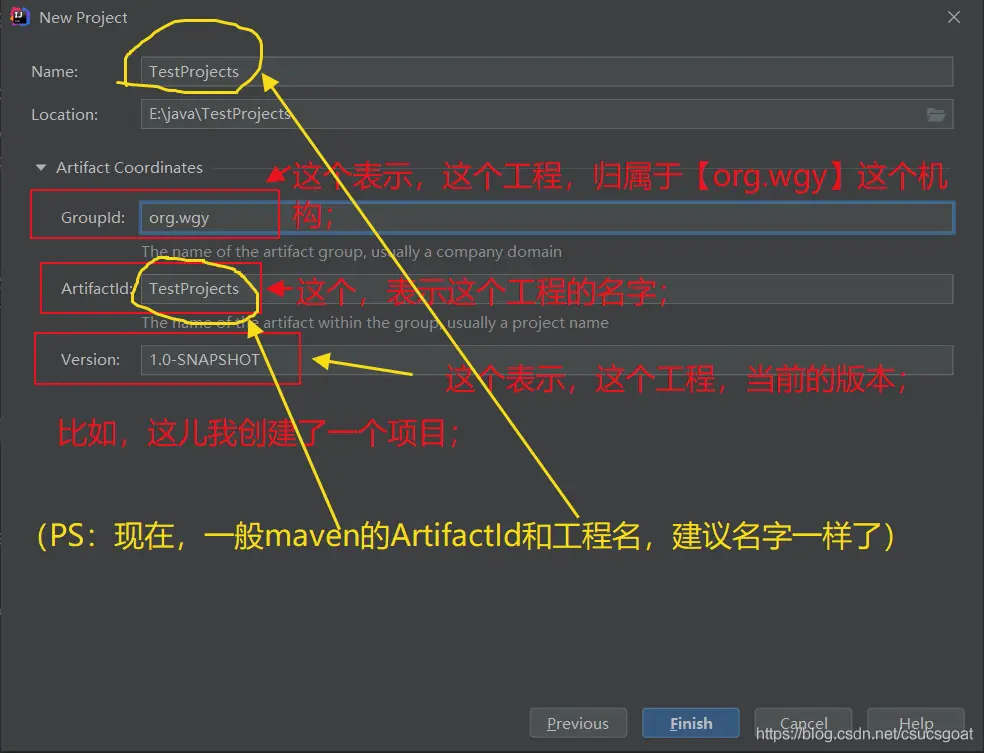 New Project
Name: TestProjects
Location: E:\java\TestProjects
Artifact Coordinates
这个表示，这个工程，归属于【org.wgy】这个机
构；
GroupId: org.wgy
The name of the artifact group, usually a company domain
ArtifactId: TestProjects
这个，表示这个工程的名字；
The name of the artifact within the group, usually a project name
Version: 1.0-SNAPSHOT
这个表示，这个工程，当前的版本；
比如，这儿我创建了一个项目；
（PS：现在，一般maven的ArtifactId和工程名，建议名字一样了）
Previous Finish Cancel Help
https://blog.csdn.net/csucsgoat